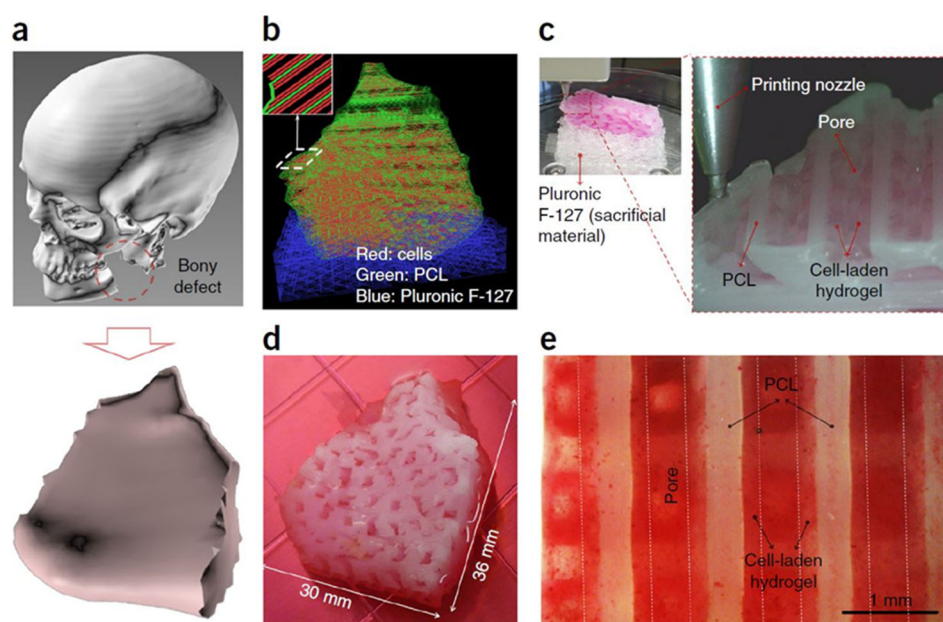 a
Bony
defect
b
Red: cells
Green: PCL
Blue: Pluronic F-127
c
Printing nozzle
Pore
Pluronic
F-127 (sacrificial
material)
PCL
Cell-laden
hydrogel
d
30 mm
36 mm
e
PCL
Pore
Cell-laden
hydrogel
1 mm